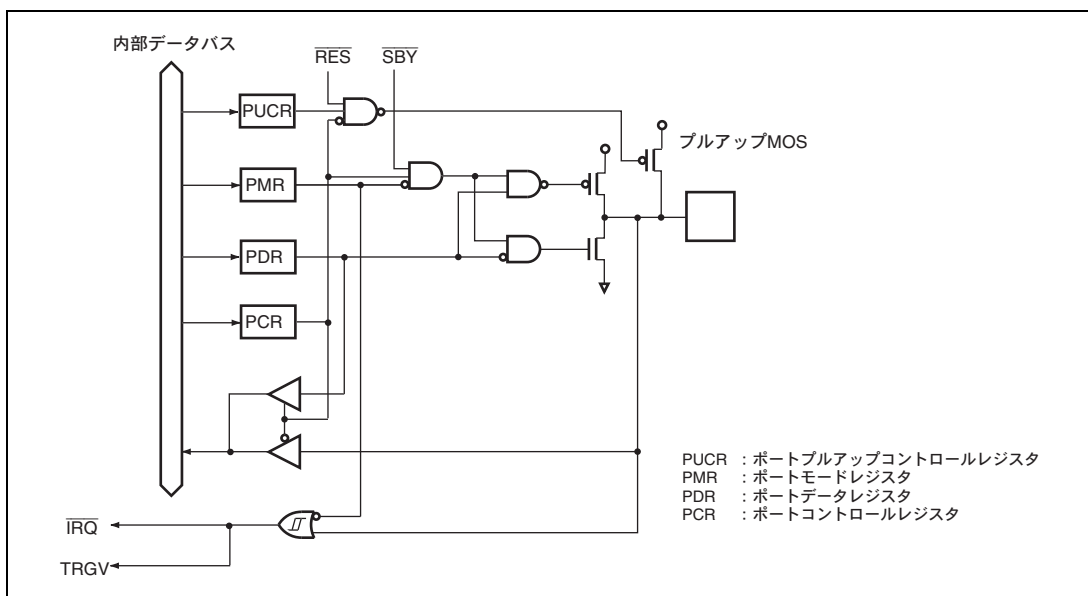 内部データバス
R̅E̅S̅
S̅B̅Y̅
PUCR
プルアップMOS
PMR
PDR
PCR
PUCR :ポートプルアップコントロールレジスタ
PMR :ポートモードレジスタ
PDR :ポートデータレジスタ
PCR :ポートコントロールレジスタ
I̅R̅Q̅
TRGV